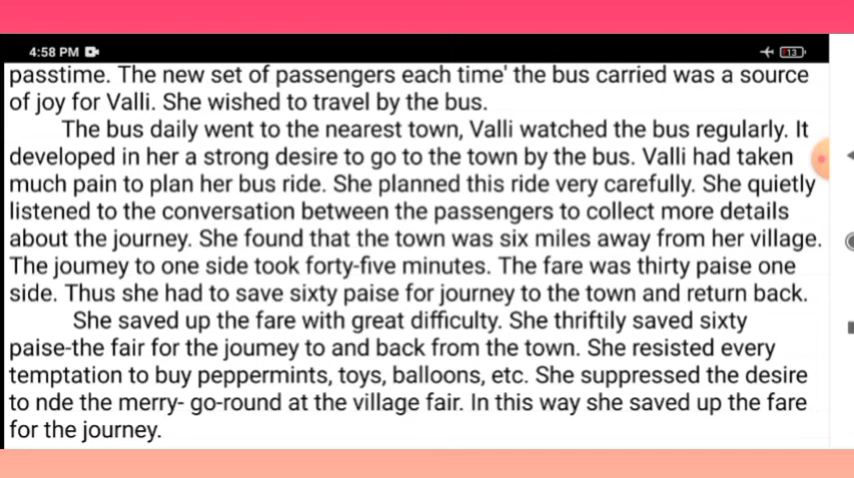 4:58 PM
13
passtime. The new set of passengers each time' the bus carried was a source
of joy for Valli. She wished to travel by the bus.
The bus daily went to the nearest town, Valli watched the bus regularly. It
developed in her a strong desire to go to the town by the bus. Valli had taken
much pain to plan her bus ride. She planned this ride very carefully. She quietly
listened to the conversation between the passengers to collect more details
about the journey. She found that the town was six miles away from her village.
The joumey to one side took forty-five minutes. The fare was thirty paise one
side. Thus she had to save sixty paise for journey to the town and return back.
She saved up the fare with great difficulty. She thriftily saved sixty
paise-the fair for the joumey to and back from the town. She resisted every
temptation to buy peppermints, toys, balloons, etc. She suppressed the desire
to nde the merry- go-round at the village fair. In this way she saved up the fare
for the journey.